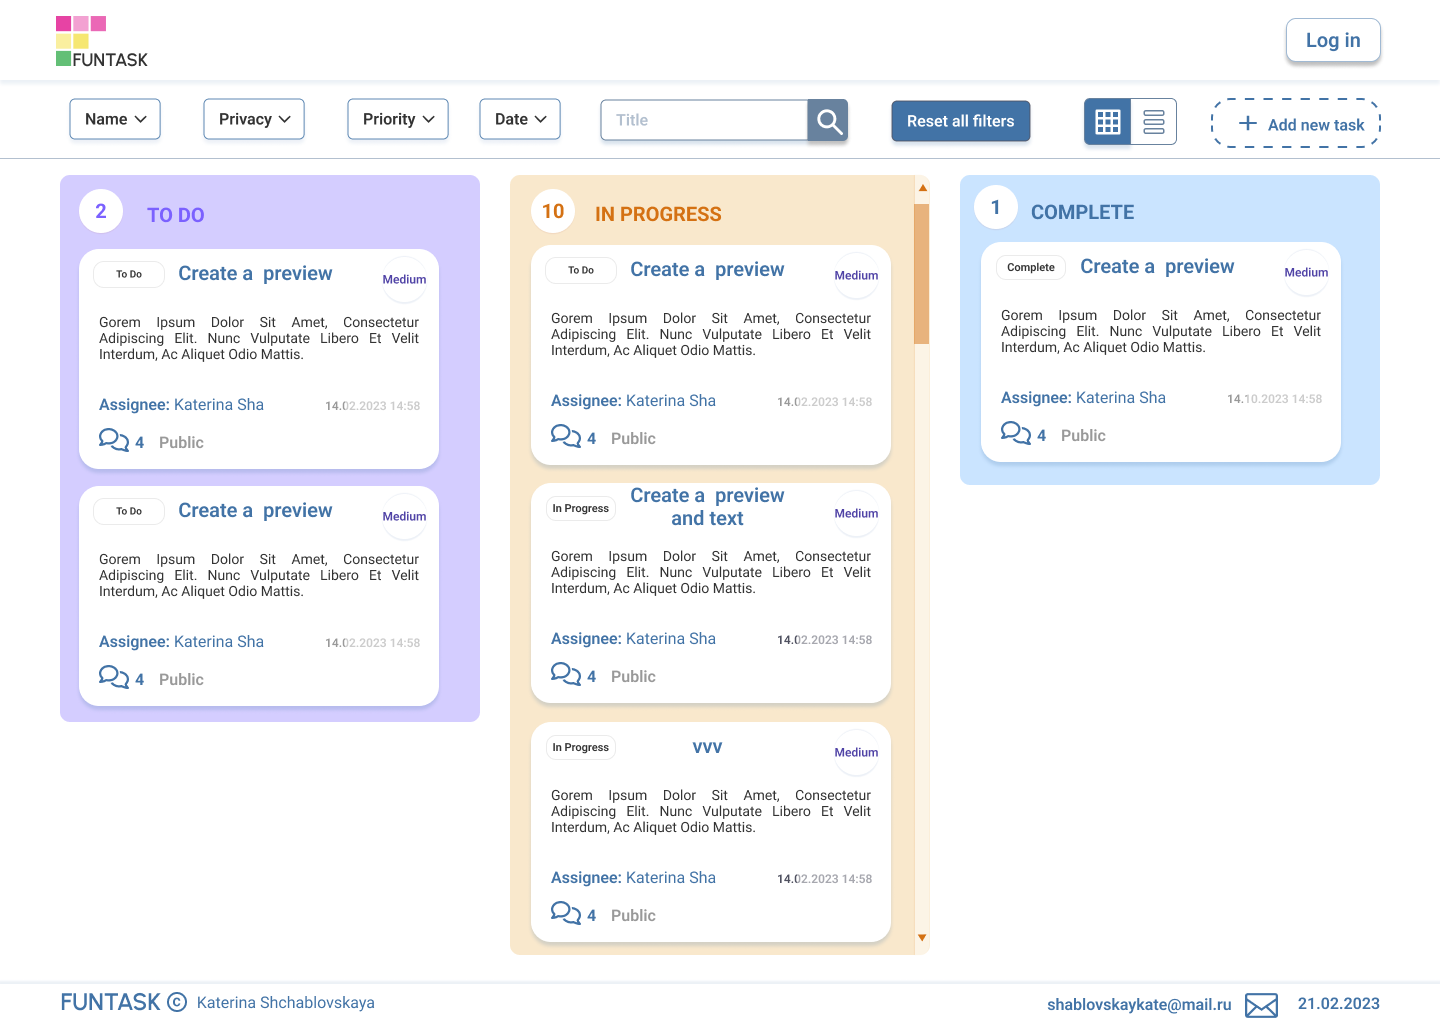 FUNTASK
Log in
Name
Privacy
Priority
Date
Title
Reset all filters
Add new task
2
TO DO
To Do
Create a preview
Medium
Gorem Ipsum Dolor Sit Amet, Consectetur
Adipiscing Elit. Nunc Vulputate Libero Et Velit
Interdum, Ac Aliquet Odio Mattis.
Assignee: Katerina Sha
14.02.2023 14:58
4
Public
To Do
Create a preview
Medium
Gorem Ipsum Dolor Sit Amet, Consectetur
Adipiscing Elit. Nunc Vulputate Libero Et Velit
Interdum, Ac Aliquet Odio Mattis.
Assignee: Katerina Sha
14.02.2023 14:58
4
Public
10
IN PROGRESS
To Do
Create a preview
Medium
Gorem Ipsum Dolor Sit Amet, Consectetur
Adipiscing Elit. Nunc Vulputate Libero Et Velit
Interdum, Ac Aliquet Odio Mattis.
Assignee: Katerina Sha
14.02.2023 14:58
4
Public
In Progress
Create a preview
and text
Medium
Gorem Ipsum Dolor Sit Amet, Consectetur
Adipiscing Elit. Nunc Vulputate Libero Et Velit
Interdum, Ac Aliquet Odio Mattis.
Assignee: Katerina Sha
14.02.2023 14:58
4
Public
In Progress
vvv
Medium
Gorem Ipsum Dolor Sit Amet, Consectetur
Adipiscing Elit. Nunc Vulputate Libero Et Velit
Interdum, Ac Aliquet Odio Mattis.
Assignee: Katerina Sha
14.02.2023 14:58
4
Public
1
COMPLETE
Complete
Create a preview
Medium
Gorem Ipsum Dolor Sit Amet, Consectetur
Adipiscing Elit. Nunc Vulputate Libero Et Velit
Interdum, Ac Aliquet Odio Mattis.
Assignee: Katerina Sha
14.10.2023 14:58
4
Public
FUNTASK © Katerina Shchablovskaya
shablovskaykate@mail.ru
21.02.2023